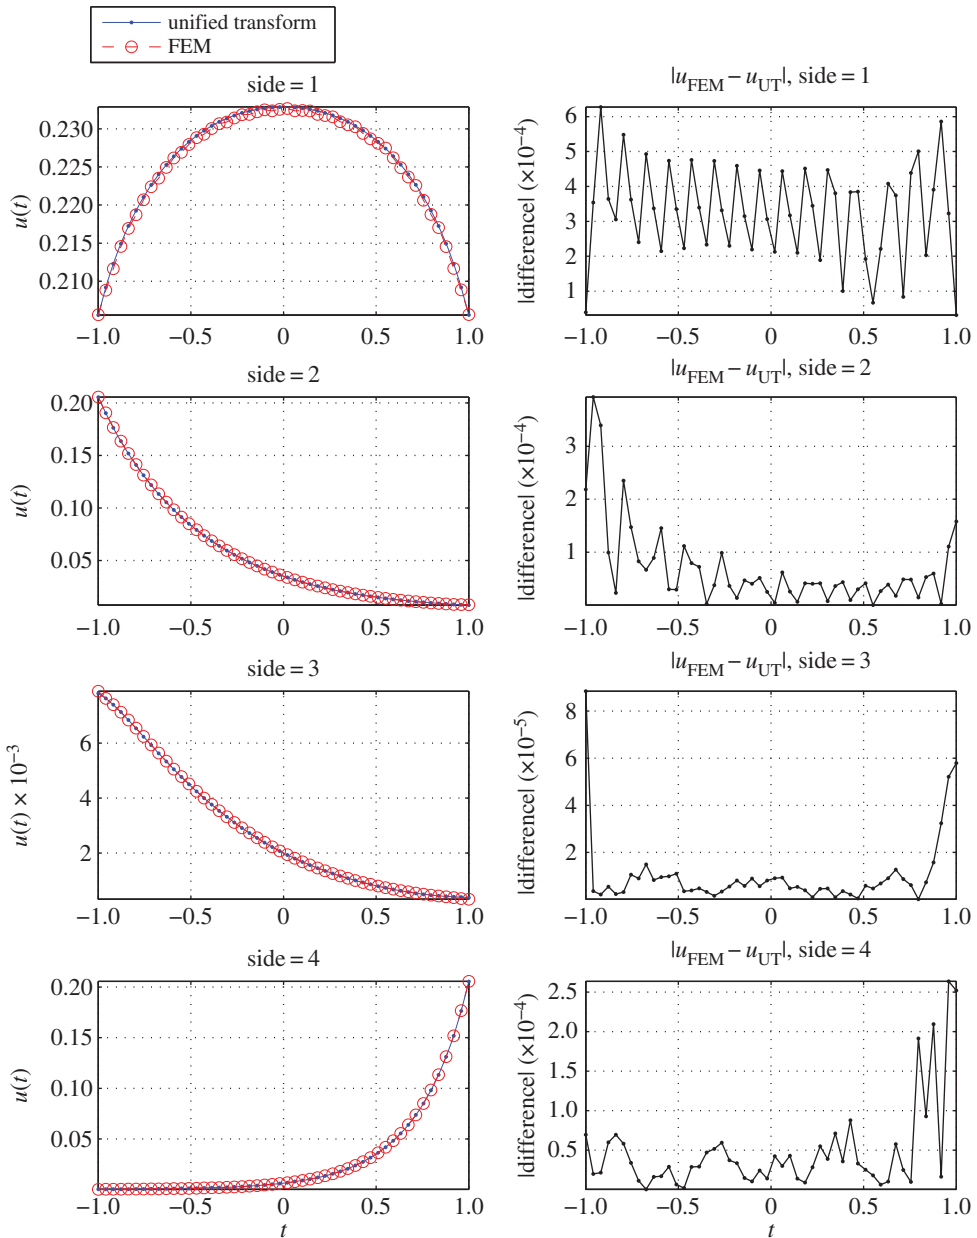 unified transform
FEM
side = 1
|u_FEM − u_UT|, side = 1
u(t)
0.230
0.225
0.220
0.215
0.210
−1.0 −0.5 0 0.5 1.0
|difference| (×10⁻⁴)
6
5
4
3
2
1
−1.0 −0.5 0 0.5 1.0
side = 2
|u_FEM − u_UT|, side = 2
u(t)
0.20
0.15
0.10
0.05
−1.0 −0.5 0 0.5 1.0
|difference| (×10⁻⁴)
3
2
1
−1.0 −0.5 0 0.5 1.0
side = 3
|u_FEM − u_UT|, side = 3
u(t) × 10⁻³
6
4
2
−1.0 −0.5 0 0.5 1.0
|difference| (×10⁻⁵)
8
6
4
2
−1.0 −0.5 0 0.5 1.0
side = 4
|u_FEM − u_UT|, side = 4
u(t)
0.20
0.15
0.10
0.05
−1.0 −0.5 0 0.5 1.0
t
|difference| (×10⁻⁴)
2.5
2.0
1.5
1.0
0.5
−1.0 −0.5 0 0.5 1.0
t